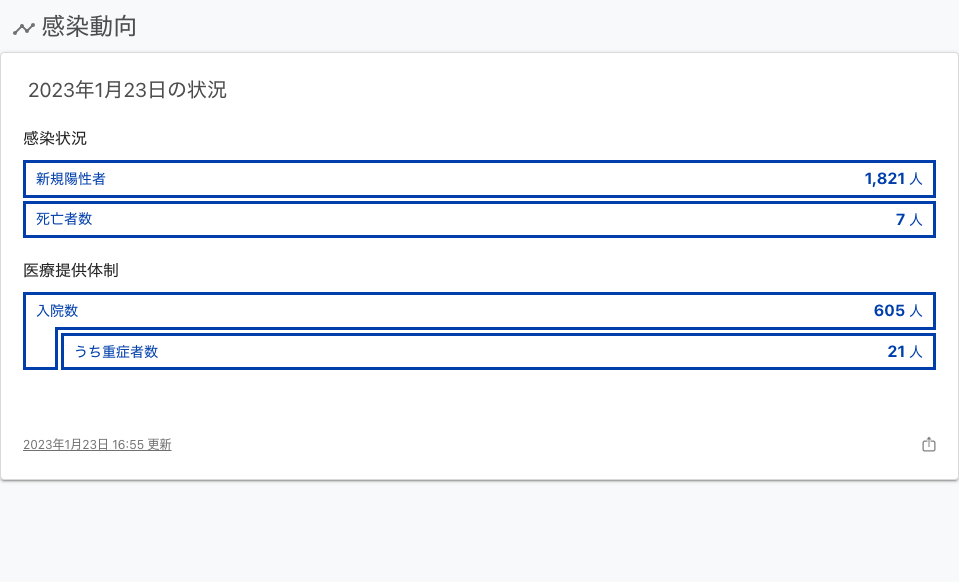 感染動向
2023年1月23日の状況
感染状況
新規陽性者 1,821 人
死亡者数 7 人
医療提供体制
入院数 605 人
うち重症者数 21 人
2023年1月23日 16:55 更新